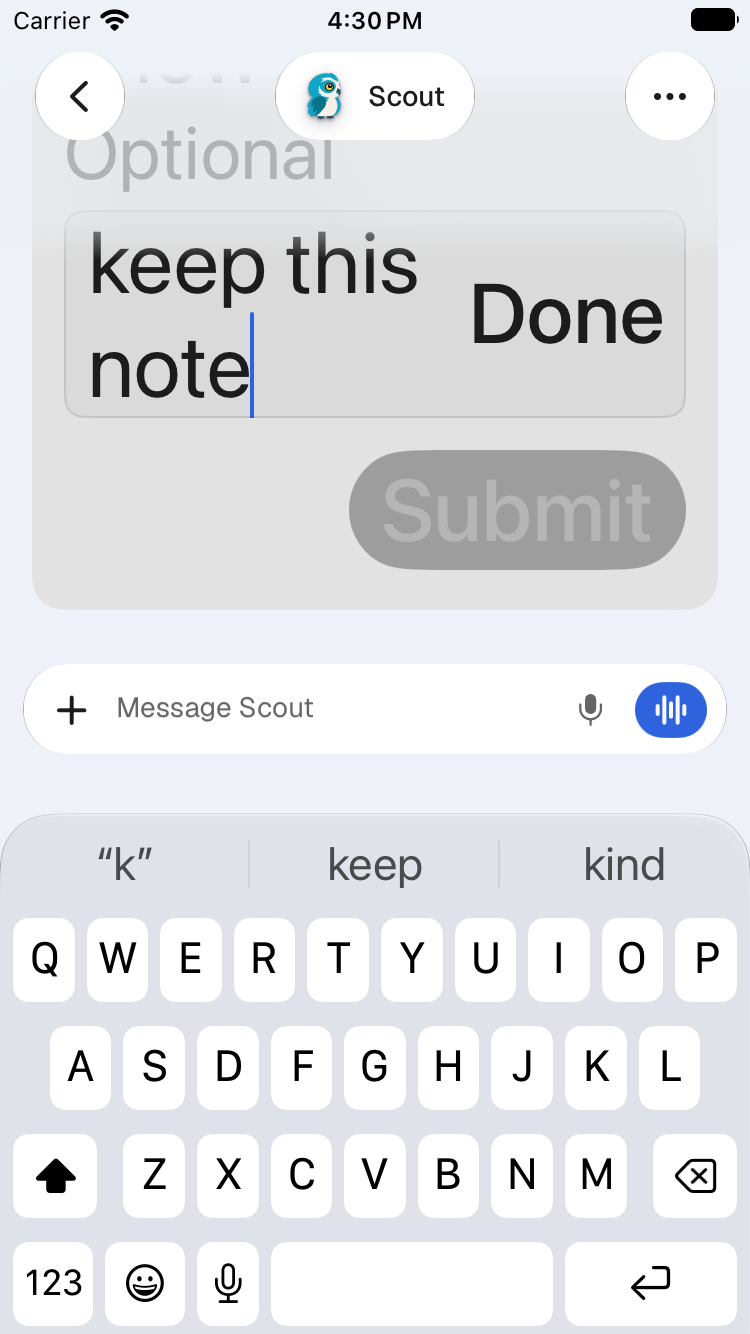 Carrier 4:30 PM
Scout
Optional
keep this
note
Done
Submit
Message Scout
“k” keep kind
Q W E R T Y U I O P
A S D F G H J K L
Z X C V B N M
123